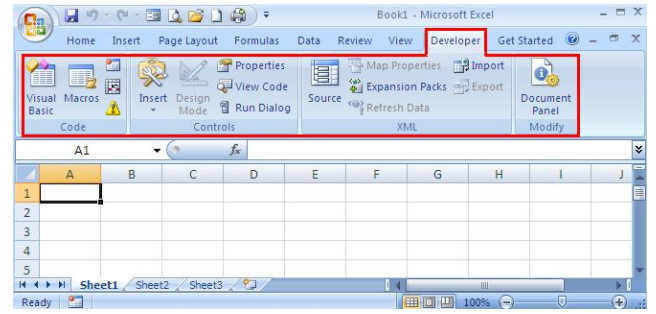 Book1 - Microsoft Excel
Home Insert Page Layout Formulas Data Review View Developer Get Started
Visual Basic
Macros
Insert
Design Mode
Properties
View Code
Run Dialog
Source
Map Properties
Expansion Packs
Refresh Data
Import
Export
Document Panel
Code Controls XML Modify
A1 fx
A B C D E F G H I J
1
2
3
4
5
Sheet1 Sheet2 Sheet3
Ready 100%